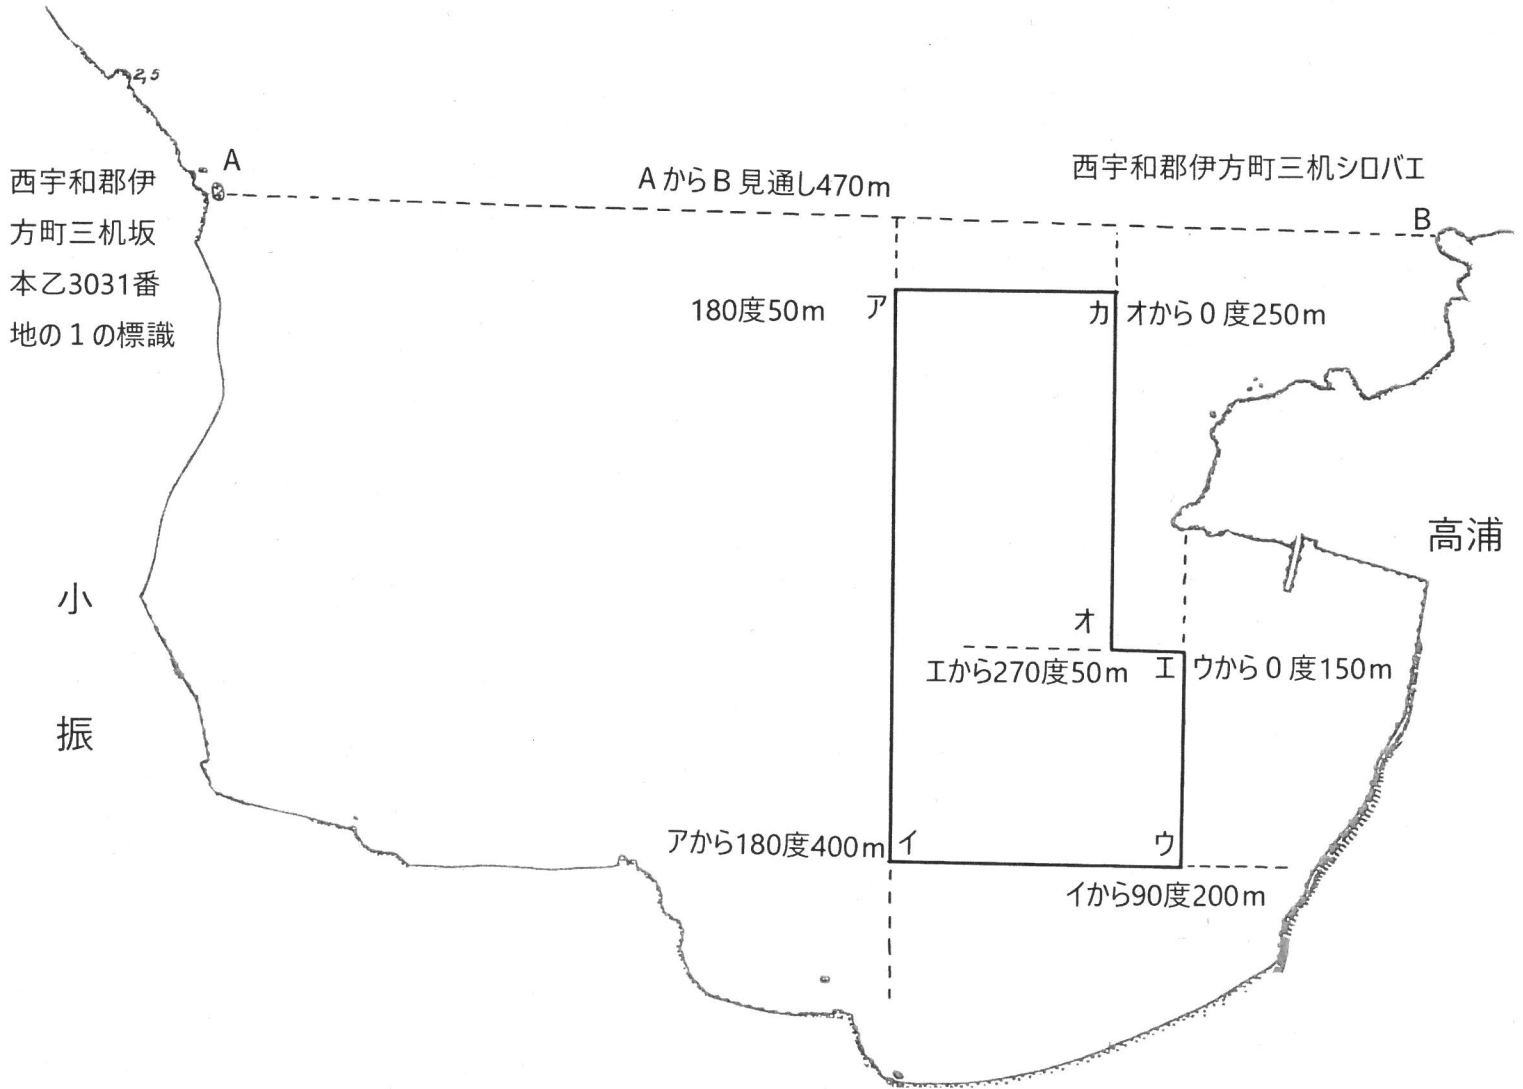 2,5
A
西宇和郡伊
方町三机坂
本乙3031番
地の１の標識
AからB見通し470m
西宇和郡伊方町三机シロバエ
B
180度50m
ア
カ
オから０度250m
高浦
小
振
オ
エから270度50m
エ
ウから０度150m
アから180度400m
イ
ウ
イから90度200m